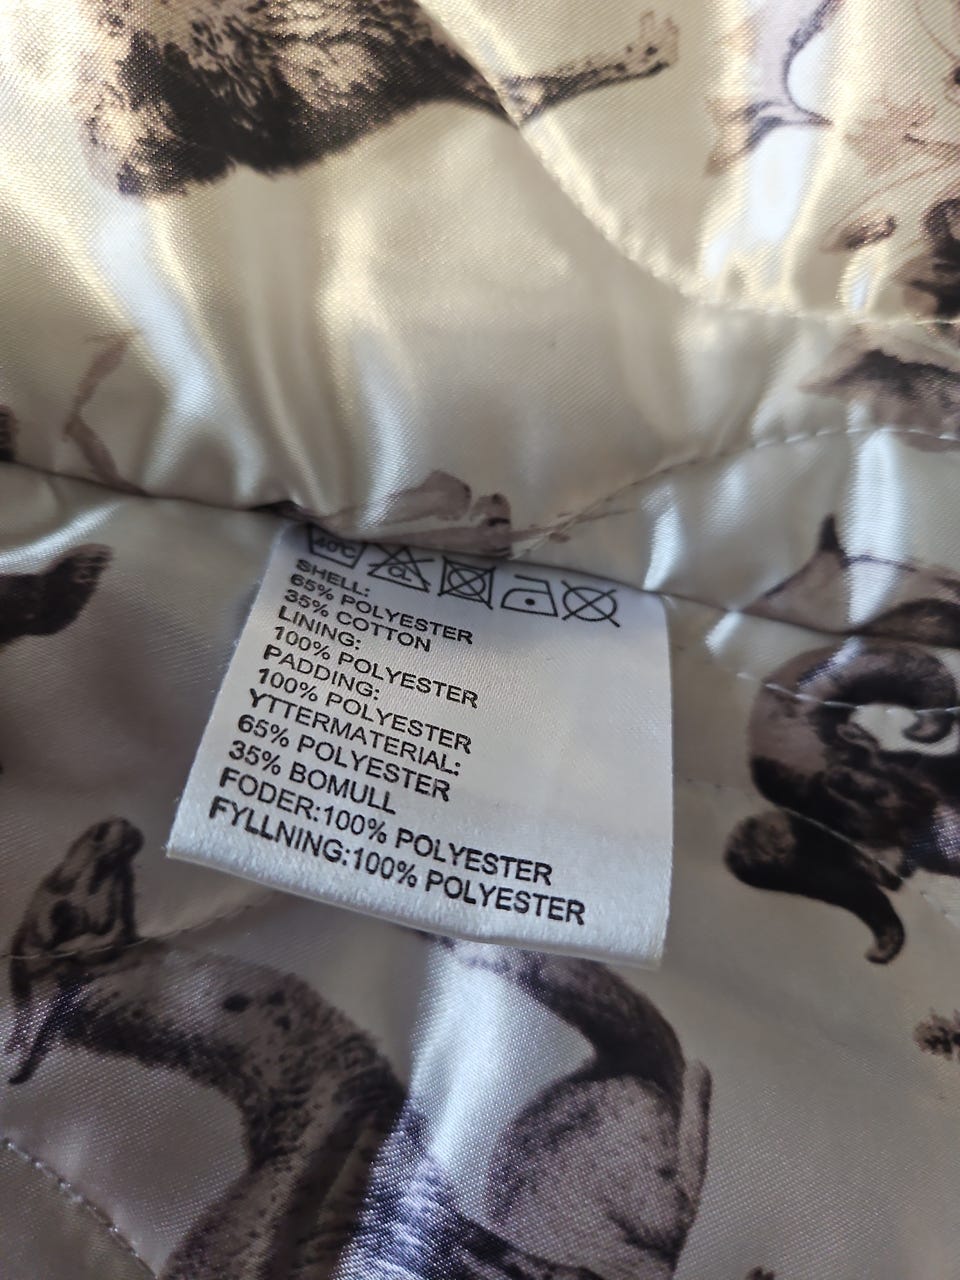 40°C CL
SHELL:
65% POLYESTER
35% COTTON
LINING:
100% POLYESTER
PADDING:
100% POLYESTER
YTTERMATERIAL:
65% POLYESTER
35% BOMULL
FODER:100% POLYESTER
FYLLNING:100% POLYESTER